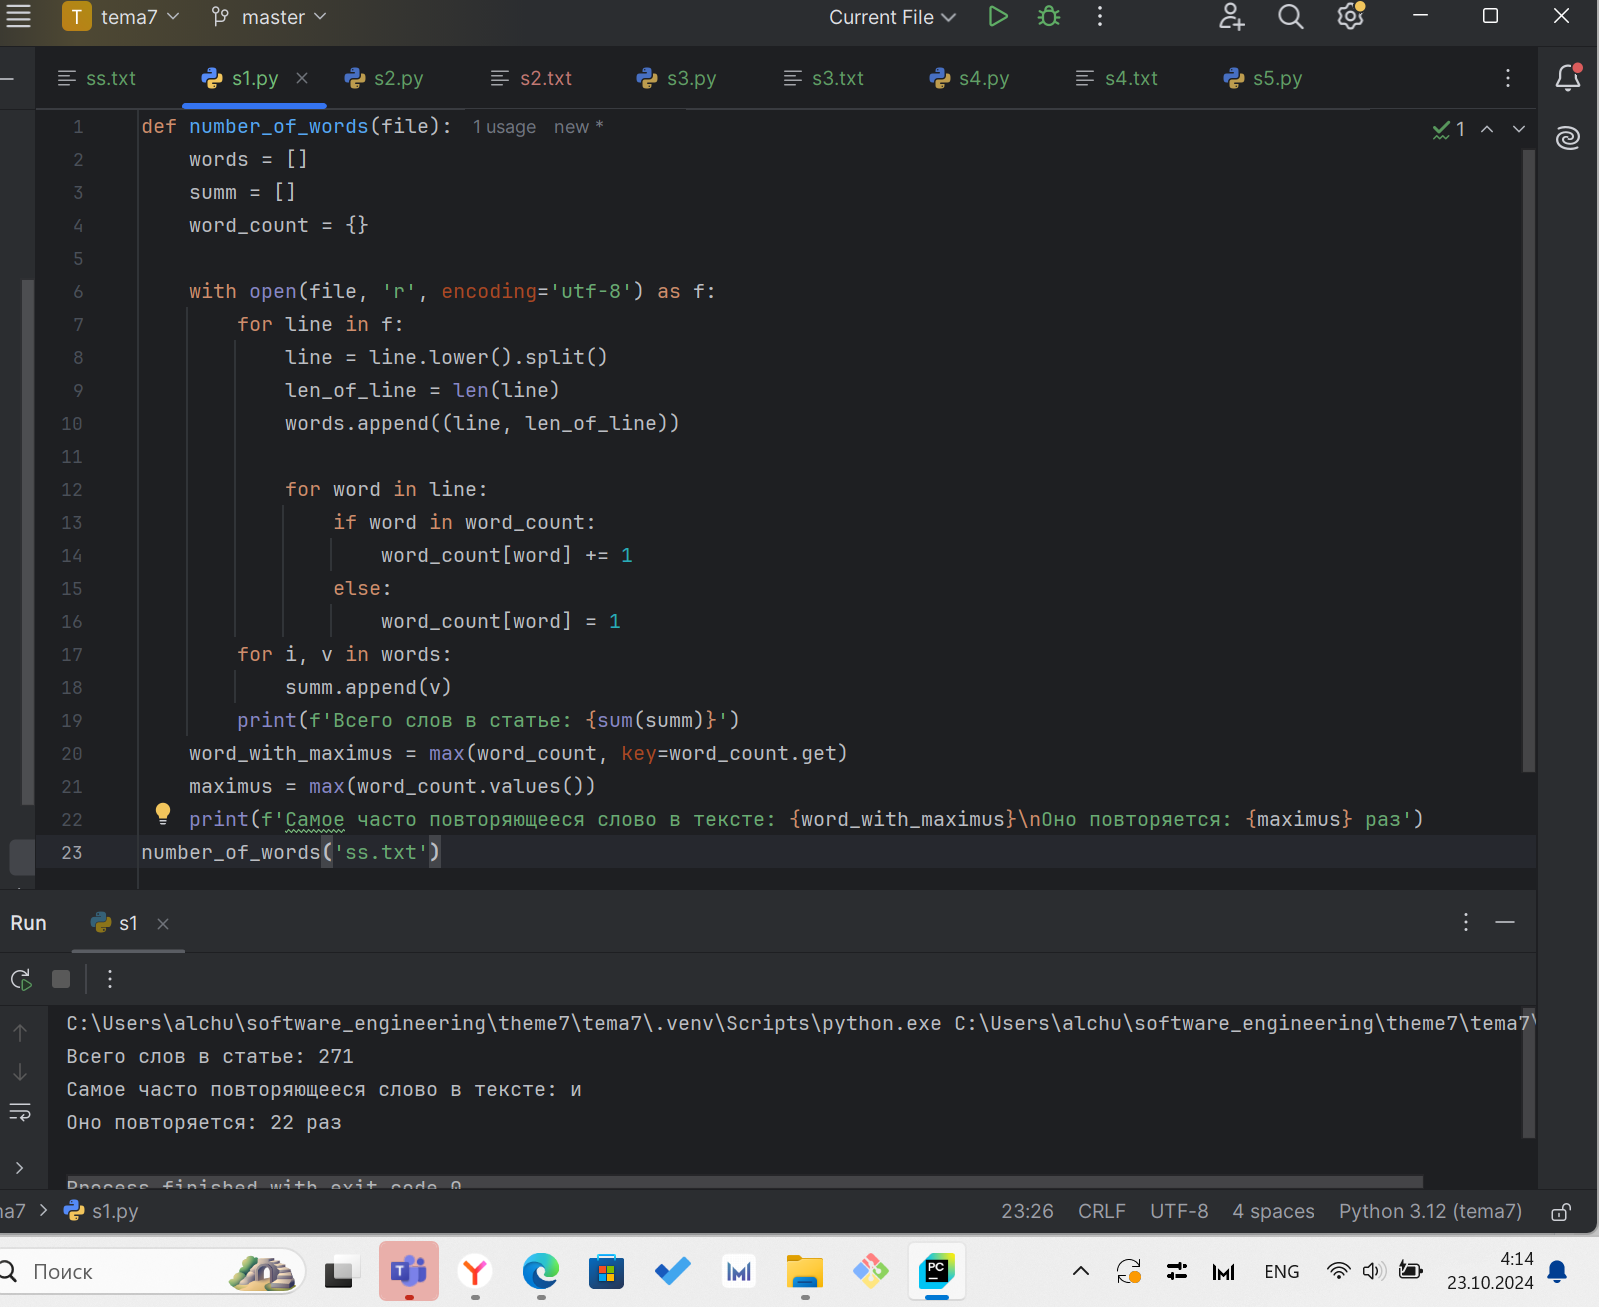 T tema7 master Current File
ss.txt s1.py s2.py s2.txt s3.py s3.txt s4.py s4.txt s5.py
1 def number_of_words(file): 1 usage new *
1
2 words = []
3 summ = []
4 word_count = {}
5
6 with open(file, 'r', encoding='utf-8') as f:
7 for line in f:
8 line = line.lower().split()
9 len_of_line = len(line)
10 words.append((line, len_of_line))
11
12 for word in line:
13 if word in word_count:
14 word_count[word] += 1
15 else:
16 word_count[word] = 1
17 for i, v in words:
18 summ.append(v)
19 print(f'Всего слов в статье: {sum(summ)}')
20 word_with_maximus = max(word_count, key=word_count.get)
21 maximus = max(word_count.values())
22 print(f'Самое часто повторяющееся слово в тексте: {word_with_maximus}\nОно повторяется: {maximus} раз')
23 number_of_words('ss.txt')
Run s1
C:\Users\alchu\software_engineering\theme7\tema7\.venv\Scripts\python.exe C:\Users\alchu\software_engineering\theme7\tema7\
Всего слов в статье: 271
Самое часто повторяющееся слово в тексте: и
Оно повторяется: 22 раз
Process finished with exit code 0
na7 s1.py 23:26 CRLF UTF-8 4 spaces Python 3.12 (tema7)
Поиск PC ENG 4:14
23.10.2024